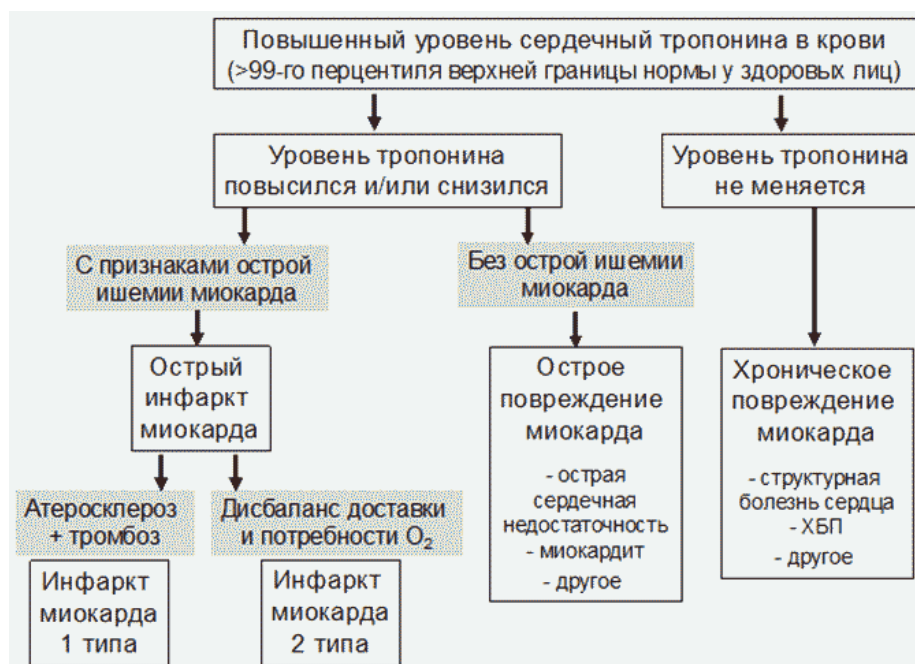 Повышенный уровень сердечный тропонина в крови
(>99-го перцентиля верхней границы нормы у здоровых лиц)
Уровень тропонина
повысился и/или снизился
Уровень тропонина
не меняется
С признаками острой
ишемии миокарда
Без острой ишемии
миокарда
Острый
инфаркт
миокарда
Острое
повреждение
миокарда
- острая
сердечная
недостаточность
- миокардит
- другое
Хроническое
повреждение
миокарда
-структурная
болезнь сердца
- ХБП
- другое
Атеросклероз
+ тромбоз
Дисбаланс доставки
и потребности O₂
Инфаркт
миокарда
1 типа
Инфаркт
миокарда
2 типа